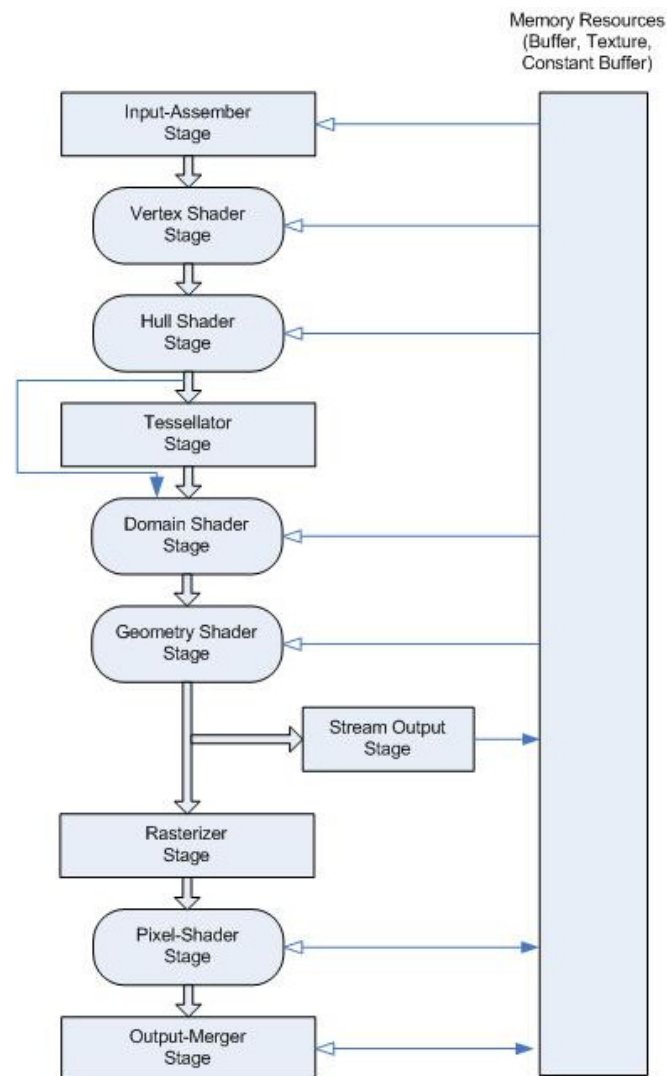 Memory Resources
(Buffer, Texture,
Constant Buffer)
Input-Assember
Stage
Vertex Shader
Stage
Hull Shader
Stage
Tessellator
Stage
Domain Shader
Stage
Geometry Shader
Stage
Stream Output
Stage
Rasterizer
Stage
Pixel-Shader
Stage
Output-Merger
Stage